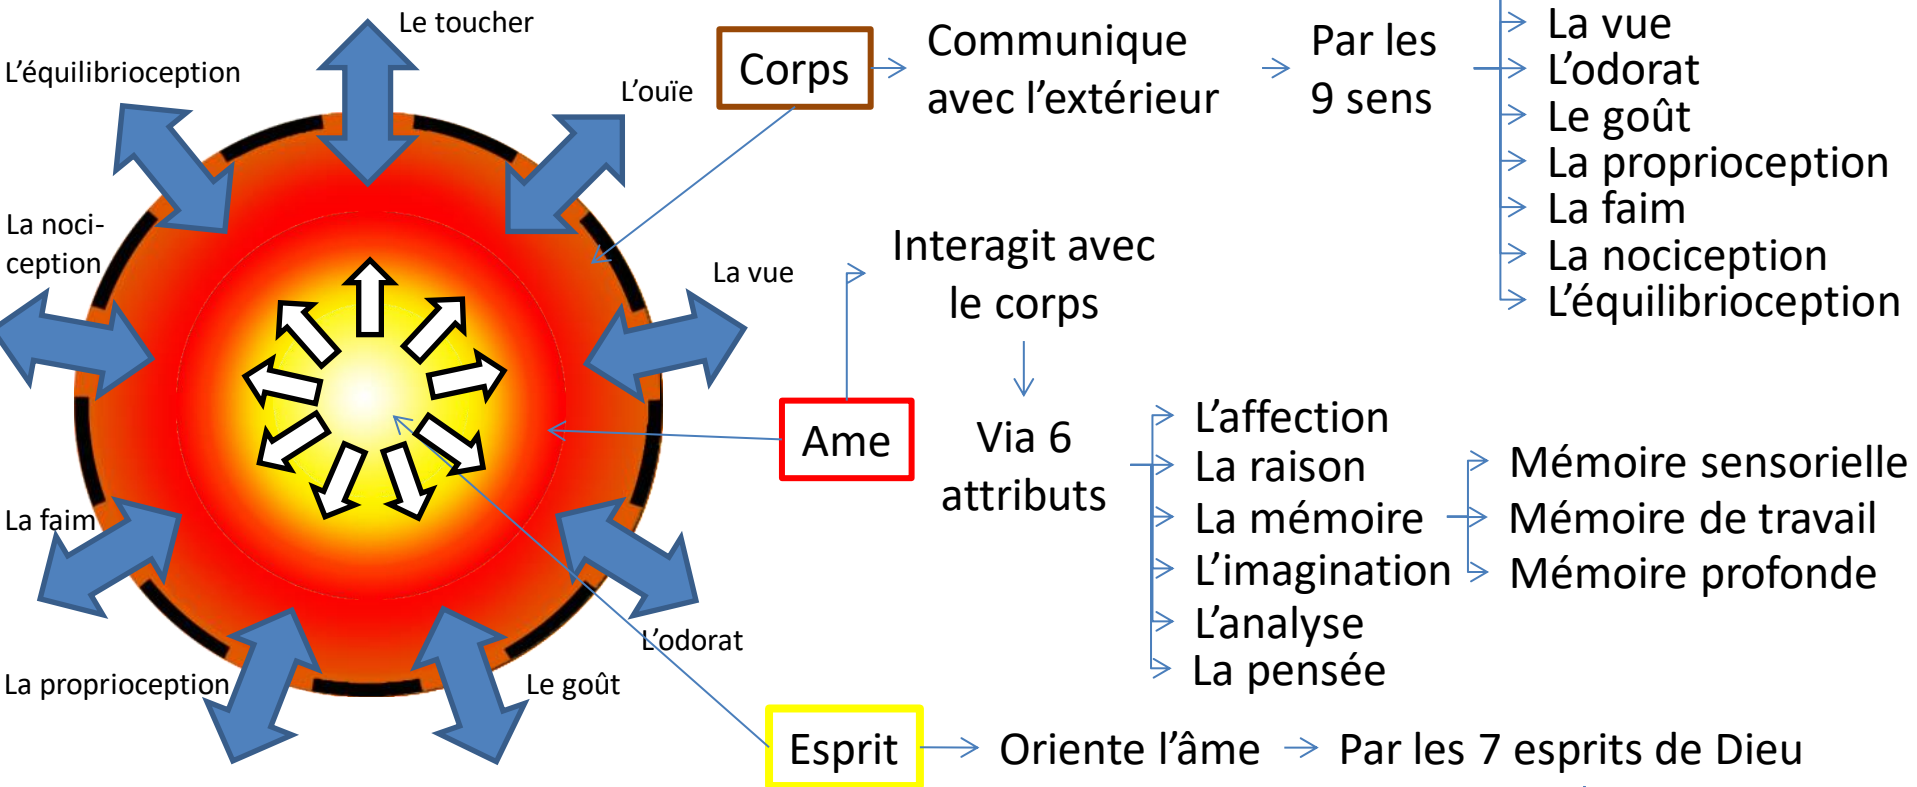 Le toucher
L'équilibrioception
L'ouïe
La noci-
ception
La vue
La faim
L'odorat
La proprioception
Le goût
Corps
Communique
avec l'extérieur
Par les
9 sens
La vue
L'odorat
Le goût
La proprioception
La faim
La nociception
L'équilibrioception
Interagit avec
le corps
Ame
Via 6
attributs
L'affection
La raison
La mémoire
L'imagination
L'analyse
La pensée
Mémoire sensorielle
Mémoire de travail
Mémoire profonde
Esprit
Oriente l'âme
Par les 7 esprits de Dieu